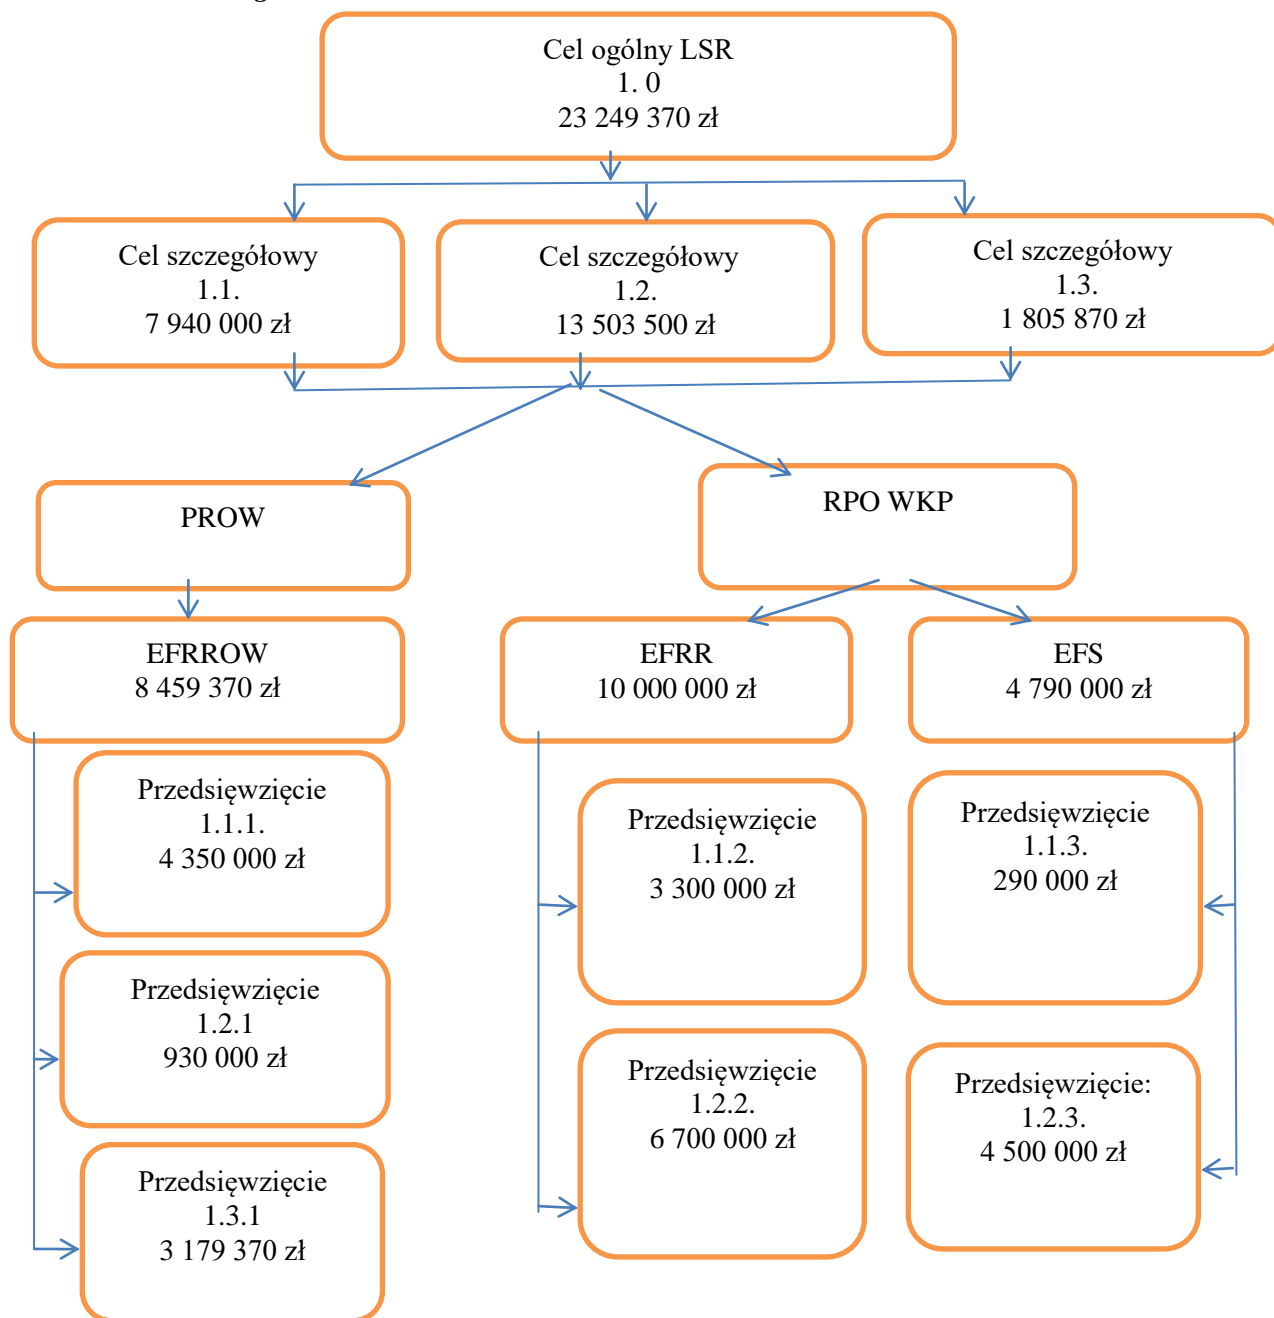 Cel ogólny LSR
1. 0
23 249 370 zł
Cel szczegółowy
1.1.
7 940 000 zł
Cel szczegółowy
1.2.
13 503 500 zł
Cel szczegółowy
1.3.
1 805 870 zł
PROW
RPO WKP
EFRROW
8 459 370 zł
EFRR
10 000 000 zł
EFS
4 790 000 zł
Przedsięwzięcie
1.1.1.
4 350 000 zł
Przedsięwzięcie
1.2.1
930 000 zł
Przedsięwzięcie
1.3.1
3 179 370 zł
Przedsięwzięcie
1.1.2.
3 300 000 zł
Przedsięwzięcie
1.2.2.
6 700 000 zł
Przedsięwzięcie
1.1.3.
290 000 zł
Przedsięwzięcie:
1.2.3.
4 500 000 zł